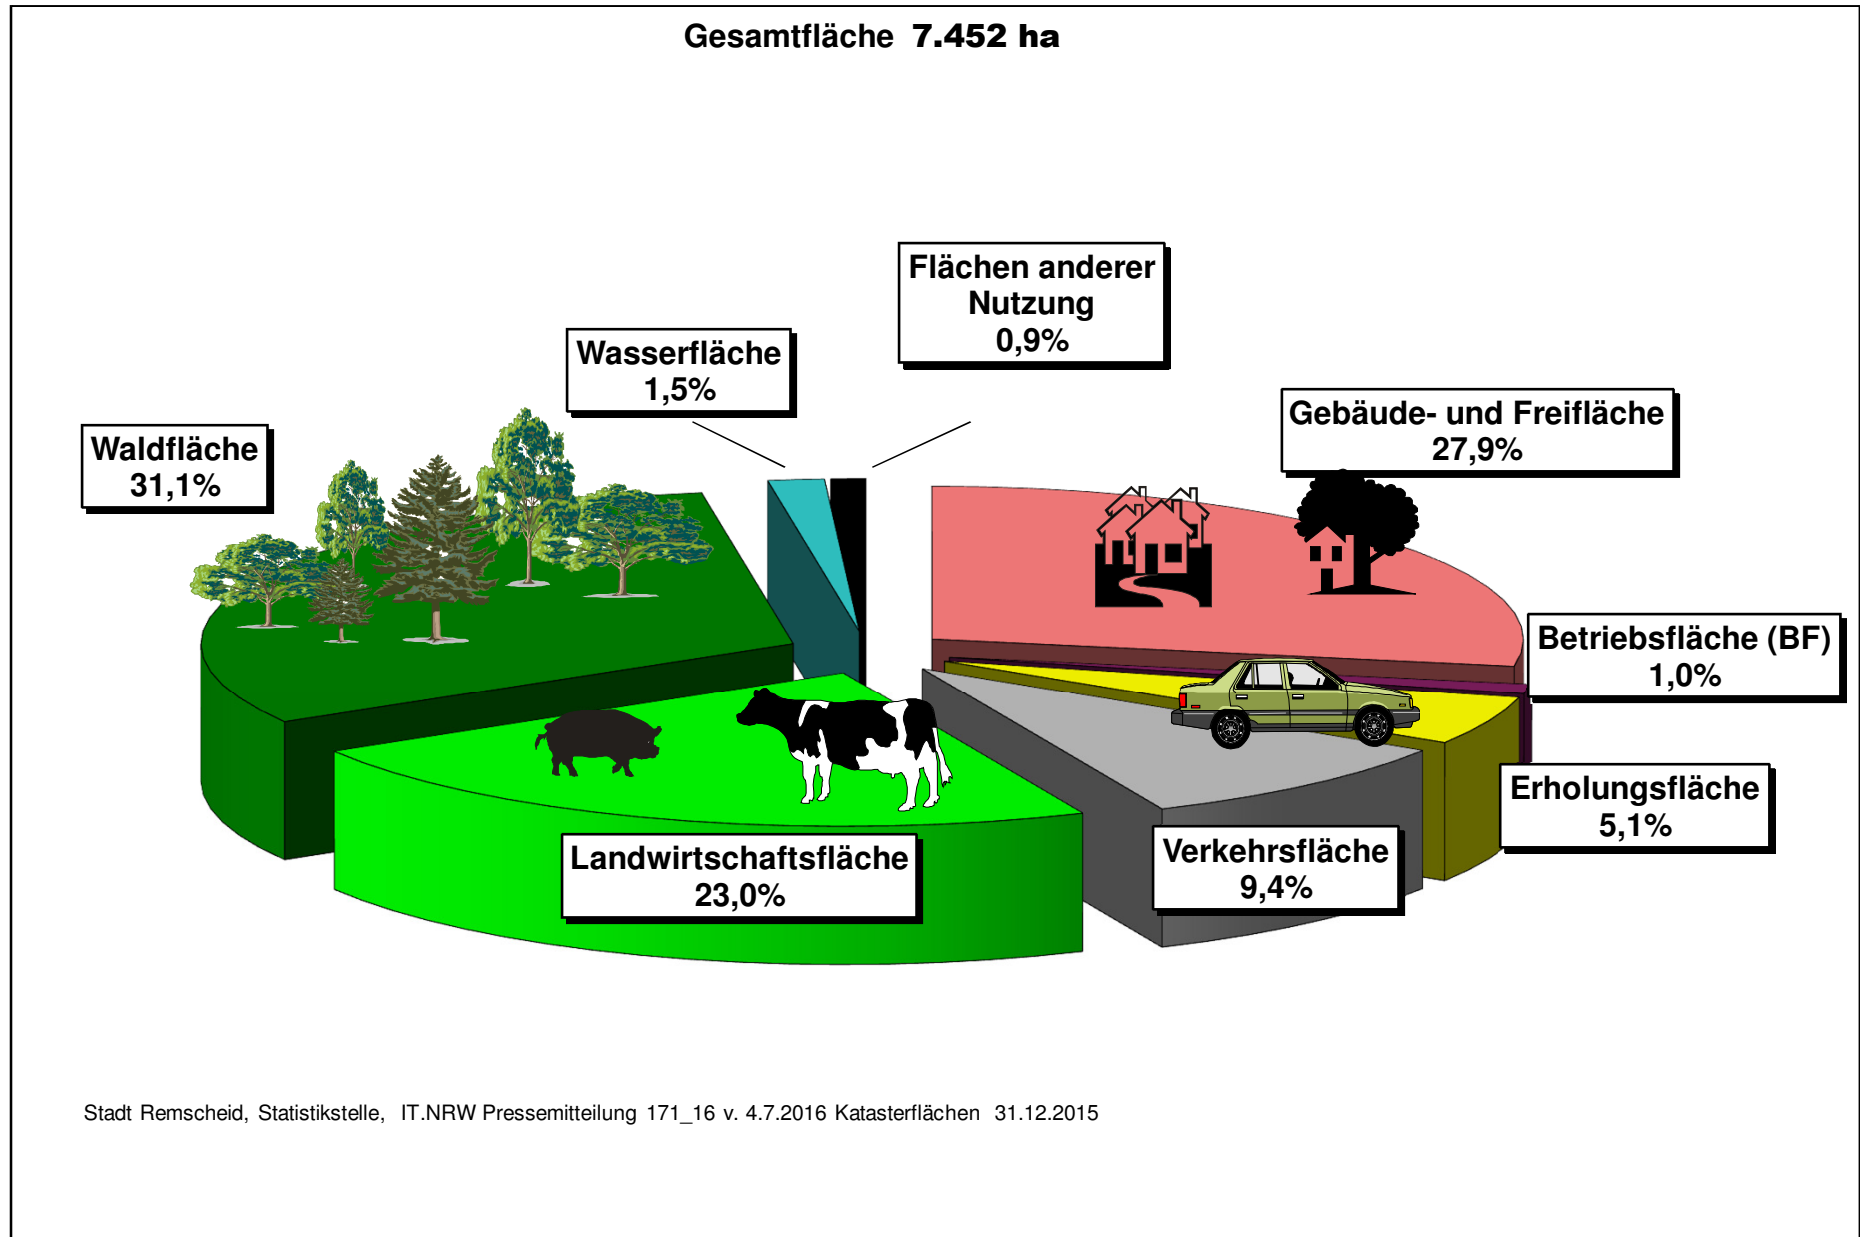 Gesamtfläche 7.452 ha
Flächen anderer
Nutzung
0,9%
Wasserfläche
1,5%
Gebäude- und Freifläche
27,9%
Waldfläche
31,1%
Betriebsfläche (BF)
1,0%
Erholungsfläche
5,1%
Verkehrsfläche
9,4%
Landwirtschaftsfläche
23,0%
Stadt Remscheid, Statistikstelle, IT.NRW Pressemitteilung 171_16 v. 4.7.2016 Katasterflächen 31.12.2015